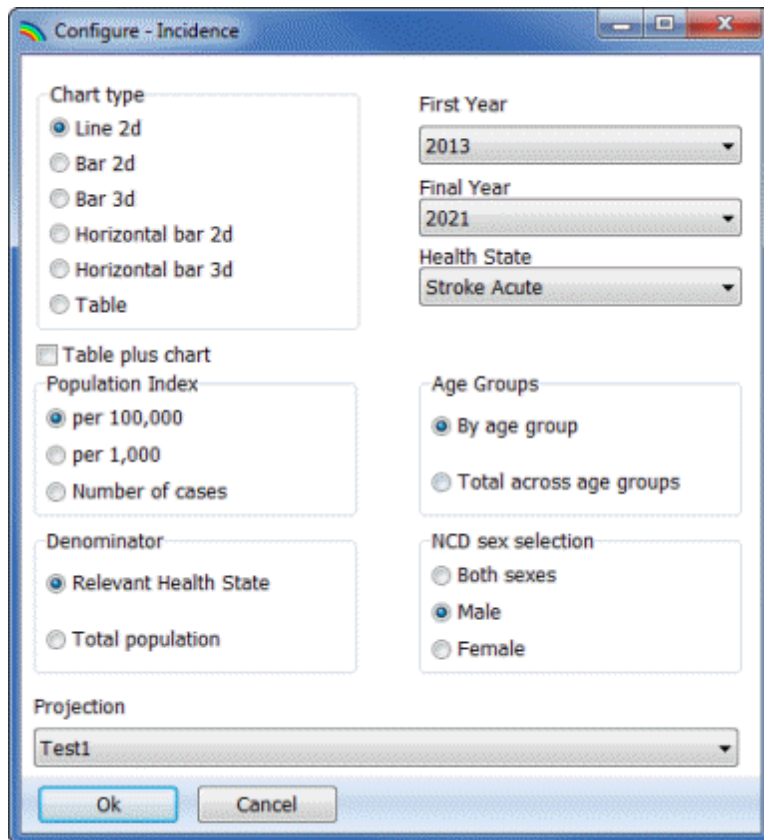 Configure - Incidence
Chart type
Line 2d
Bar 2d
Bar 3d
Horizontal bar 2d
Horizontal bar 3d
Table
First Year
2013
Final Year
2021
Health State
Stroke Acute
Table plus chart
Population Index
per 100,000
per 1,000
Number of cases
Age Groups
By age group
Total across age groups
Denominator
Relevant Health State
Total population
NCD sex selection
Both sexes
Male
Female
Projection
Test1
Ok
Cancel